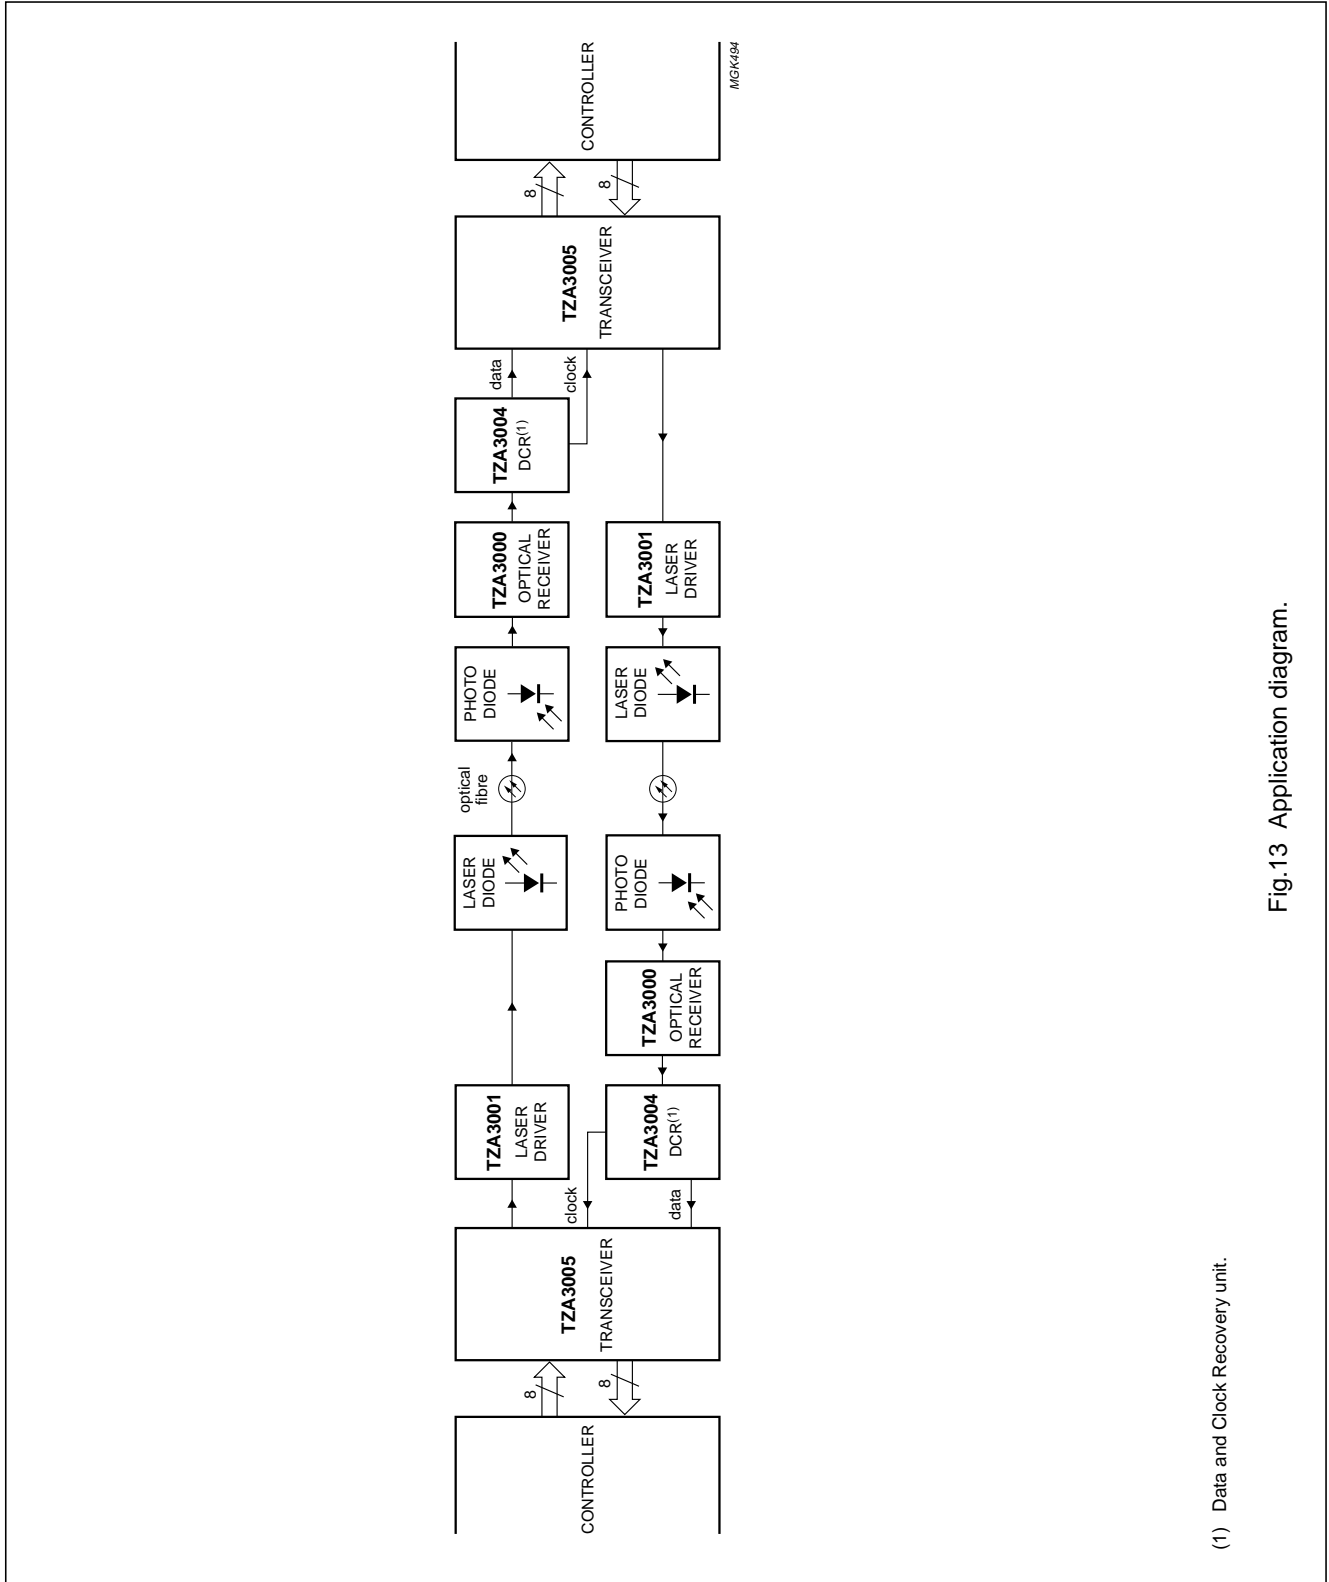 CONTROLLER
8
8
TZA3005
TRANSCEIVER
clock
data
TZA3001
LASER
DRIVER
TZA3004
DCR(1)
TZA3000
OPTICAL
RECEIVER
LASER
DIODE
PHOTO
DIODE
optical
fibre
PHOTO
DIODE
LASER
DIODE
TZA3000
OPTICAL
RECEIVER
TZA3001
LASER
DRIVER
TZA3004
DCR(1)
data
clock
TZA3005
TRANSCEIVER
8
8
CONTROLLER
MGK494
(1) Data and Clock Recovery unit.
Fig.13 Application diagram.